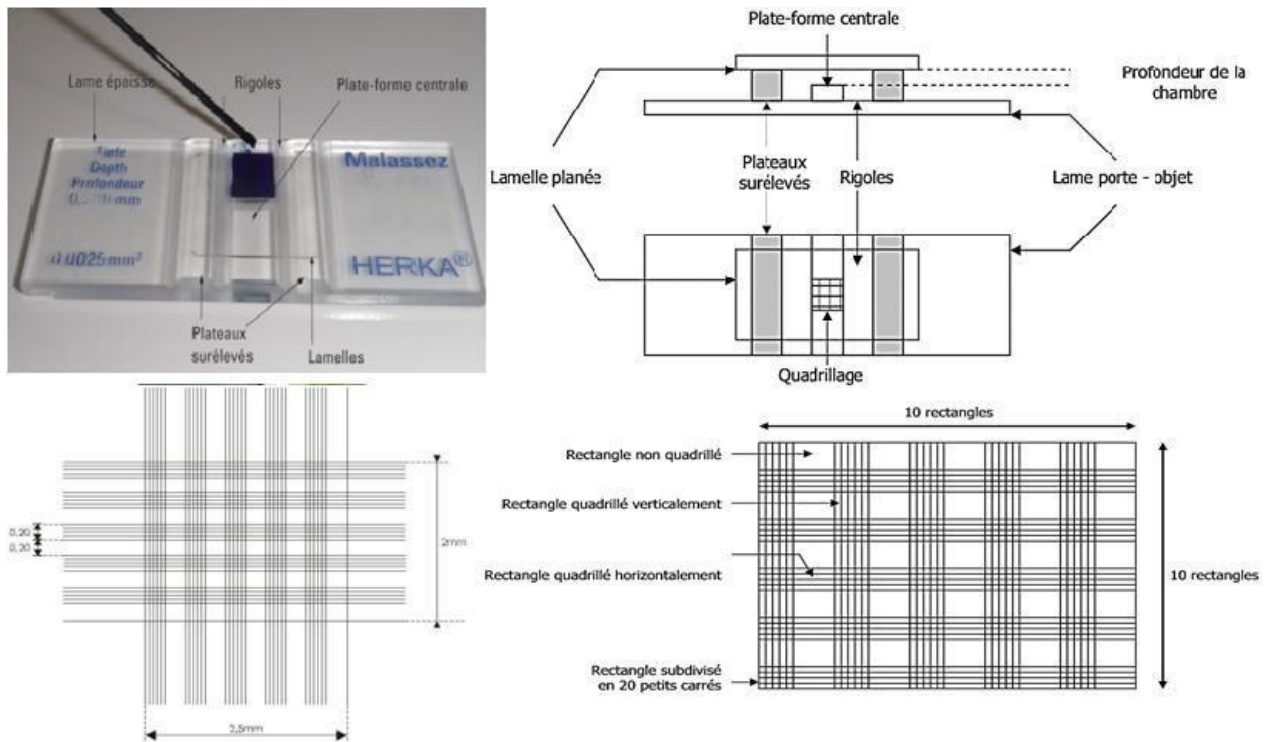 Lame épaisse
Rigoles
Plate-forme centrale
Tiefe
Depth
Profondeur
mm
Malassez
HERKA®
Plateaux
surélevés
Lamelles
Plate-forme centrale
Profondeur de la
chambre
Lamelle planée
Plateaux
surélevés
Rigoles
Lame porte - objet
Quadrillage
0,20
0,20
2mm
2,5mm
10 rectangles
Rectangle non quadrillé
Rectangle quadrillé verticalement
Rectangle quadrillé horizontalement
10 rectangles
Rectangle subdivisé
en 20 petits carrés